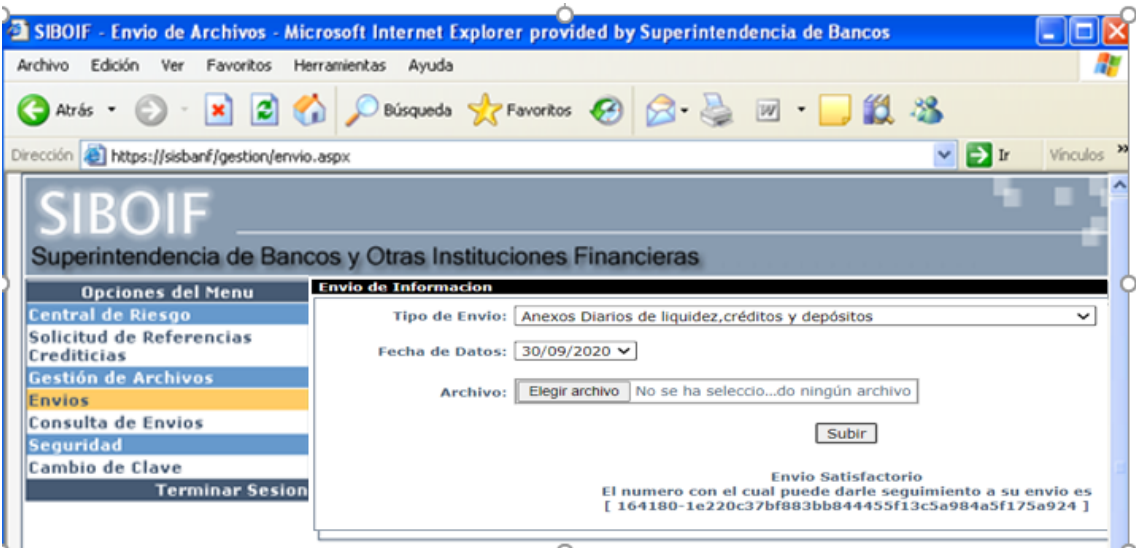 SIBOIF - Envio de Archivos - Microsoft Internet Explorer provided by Superintendencia de Bancos
Archivo Edición Ver Favoritos Herramientas Ayuda
Atrás Búsqueda Favoritos
Dirección https://sisbanf/gestion/envio.aspx Ir Vínculos »
SIBOIF
Superintendencia de Bancos y Otras Instituciones Financieras
Opciones del Menu
Central de Riesgo
Solicitud de Referencias
Crediticias
Gestión de Archivos
Envios
Consulta de Envios
Seguridad
Cambio de Clave
Terminar Sesion
Envio de Informacion
Tipo de Envio: Anexos Diarios de liquidez,créditos y depósitos
Fecha de Datos: 30/09/2020
Archivo: Elegir archivo No se ha seleccio...do ningún archivo
Subir
Envio Satisfactorio
El numero con el cual puede darle seguimiento a su envio es
[ 164180-1e220c37bf883bb844455f13c5a984a5f175a924 ]